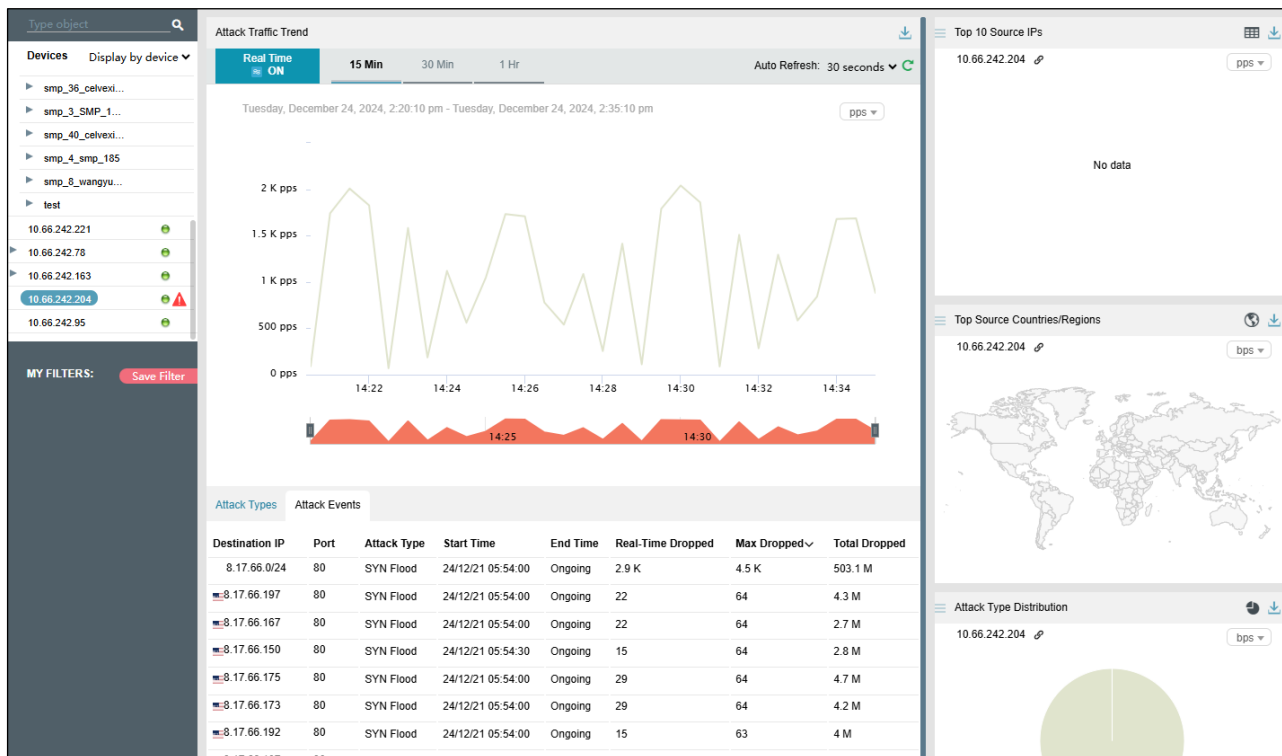 Type object
Devices Display by device
smp_36_celvexi...
smp_3_SMP_1...
smp_40_celvexi...
smp_4_smp_185
smp_8_wangyu...
test
10.66.242.221
10.66.242.78
10.66.242.163
10.66.242.204
10.66.242.95
MY FILTERS: Save Filter
Attack Traffic Trend
Real Time
ON
15 Min 30 Min 1 Hr
Auto Refresh: 30 seconds
Tuesday, December 24, 2024, 2:20:10 pm - Tuesday, December 24, 2024, 2:35:10 pm
pps
2 K pps
1.5 K pps
1 K pps
500 pps
0 pps
14:22 14:24 14:26 14:28 14:30 14:32 14:34
14:25 14:30
Attack Types Attack Events
Destination IP Port Attack Type Start Time End Time Real-Time Dropped Max Dropped Total Dropped
8.17.66.0/24 80 SYN Flood 24/12/21 05:54:00 Ongoing 2.9 K 4.5 K 503.1 M
8.17.66.197 80 SYN Flood 24/12/21 05:54:00 Ongoing 22 64 4.3 M
8.17.66.167 80 SYN Flood 24/12/21 05:54:00 Ongoing 22 64 2.7 M
8.17.66.150 80 SYN Flood 24/12/21 05:54:30 Ongoing 15 64 2.8 M
8.17.66.175 80 SYN Flood 24/12/21 05:54:00 Ongoing 29 64 4.7 M
8.17.66.173 80 SYN Flood 24/12/21 05:54:00 Ongoing 29 64 4.2 M
8.17.66.192 80 SYN Flood 24/12/21 05:54:00 Ongoing 15 63 4 M
Top 10 Source IPs
10.66.242.204
pps
No data
Top Source Countries/Regions
10.66.242.204
bps
Attack Type Distribution
10.66.242.204
bps